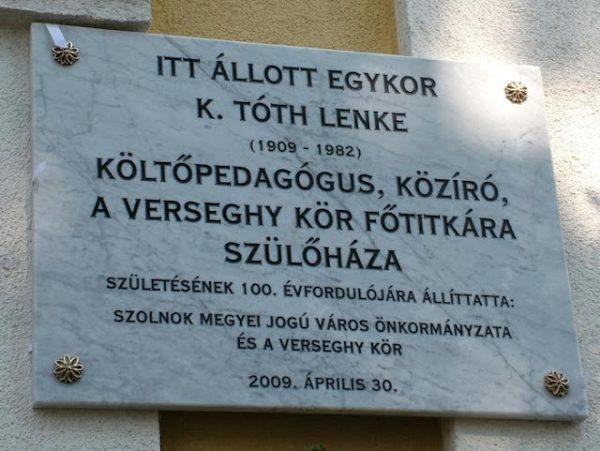 ITT ÁLLOTT EGYKOR
K. TÓTH LENKE
(1909 - 1982)
KÖLTŐPEDAGÓGUS, KÖZÍRÓ,
A VERSEGHY KÖR FŐTITKÁRA
SZÜLŐHÁZA
SZÜLETÉSÉNEK 100. ÉVFORDULÓJÁRA ÁLLÍTTATTA:
SZOLNOK MEGYEI JOGÚ VÁROS ÖNKORMÁNYZATA
ÉS A VERSEGHY KÖR
2009. ÁPRILIS 30.